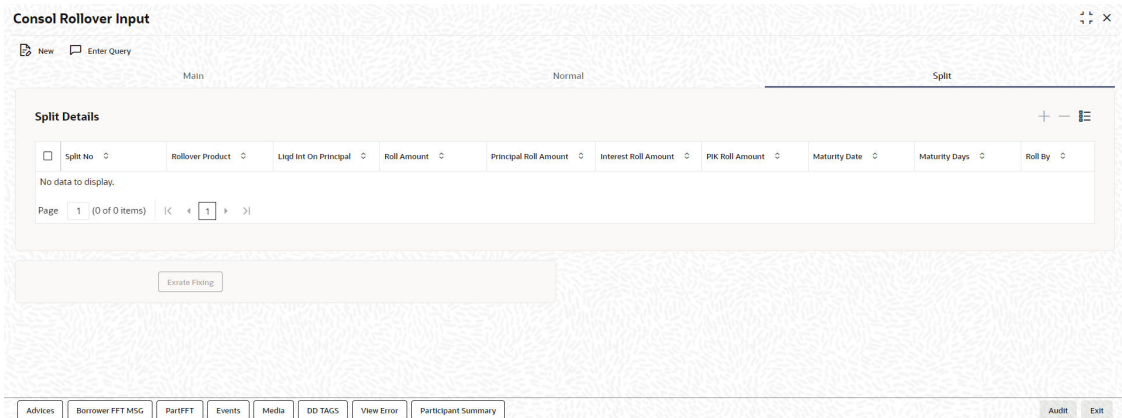 Consol Rollover Input
New Enter Query
Main Normal Split
Split Details
Split No Rollover Product Liqd Int On Principal Roll Amount Principal Roll Amount Interest Roll Amount PIK Roll Amount Maturity Date Maturity Days Roll By
No data to display.
Page 1 (0 of 0 items) 1
Exrate Fixing
Advices Borrower FFT MSG PartFFT Events Media DD TAGS View Error Participant Summary Audit Exit